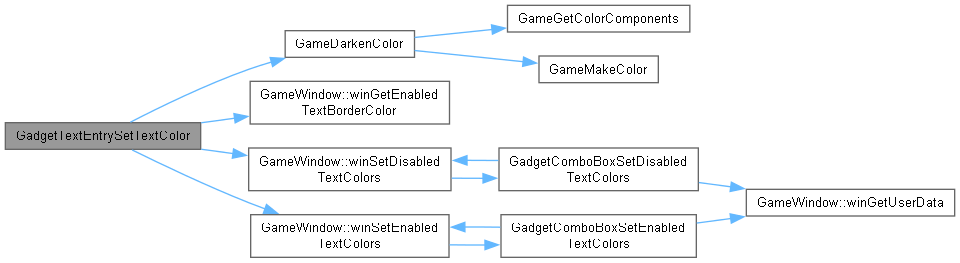 GadgetTextEntrySetTextColor
GameDarkenColor
GameGetColorComponents
GameMakeColor
GameWindow::winGetEnabled
TextBorderColor
GameWindow::winSetDisabled
TextColors
GadgetComboBoxSetDisabled
TextColors
GameWindow::winGetUserData
GameWindow::winSetEnabled
TextColors
GadgetComboBoxSetEnabled
TextColors